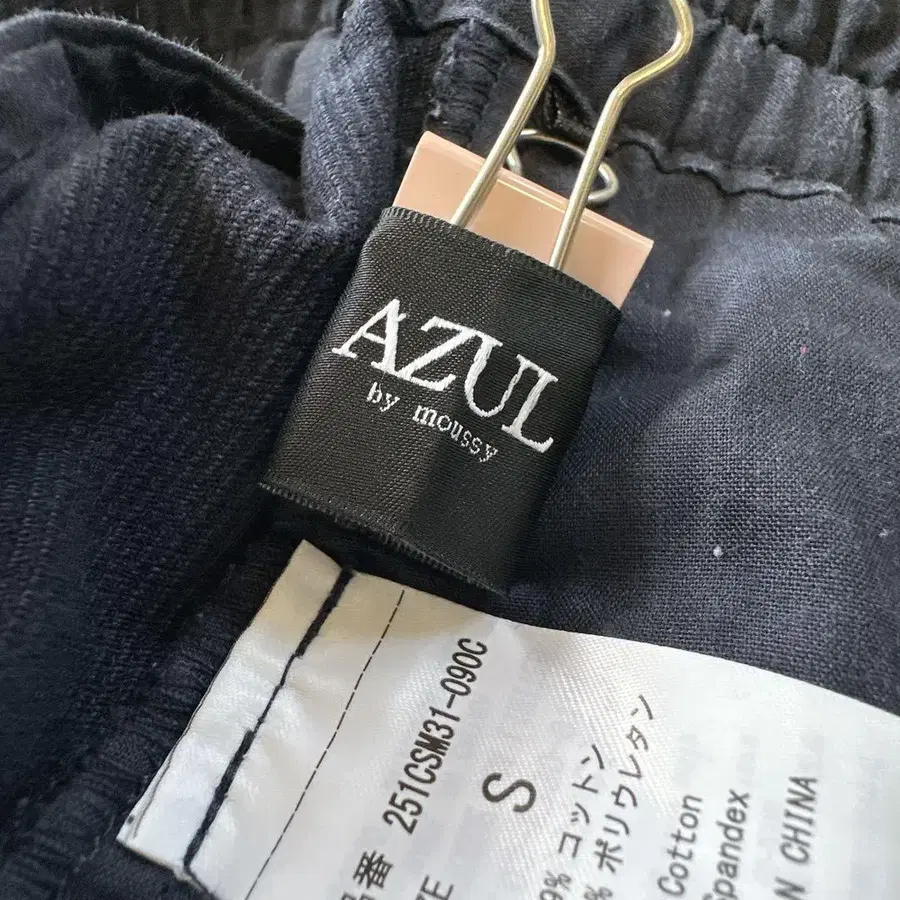 AZUL
by moussy
品番 251CSM31-090C
S
9% コットン
% ポリウレタン
Cotton
Spandex
N CHINA